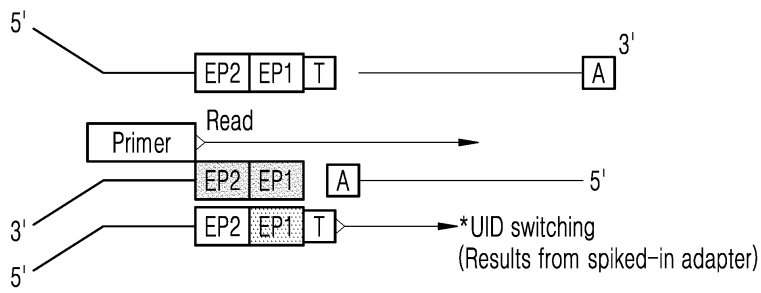 5'
3'
EP2 EP1 T
A
Read
Primer
EP2 EP1 A
5'
3'
EP2 EP1 T
*UID switching
(Results from spiked-in adapter)
5'